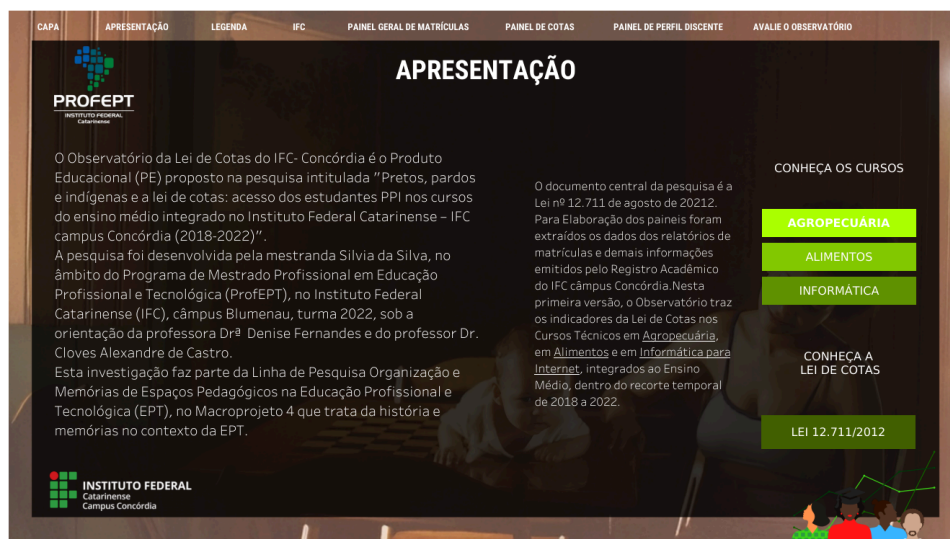 CAPA APRESENTAÇÃO LEGENDA IFC PAINEL GERAL DE MATRÍCULAS PAINEL DE COTAS PAINEL DE PERFIL DISCENTE AVALIE O OBSERVATÓRIO
PROFEPT
INSTITUTO FEDERAL
Catarinense
APRESENTAÇÃO
O Observatório da Lei de Cotas do IFC- Concórdia é o Produto
Educacional (PE) proposto na pesquisa intitulada "Pretos, pardos
e indígenas e a lei de cotas: acesso dos estudantes PPI nos cursos
do ensino médio integrado no Instituto Federal Catarinense – IFC
campus Concórdia (2018-2022)".
A pesquisa foi desenvolvida pela mestranda Silvia da Silva, no
âmbito do Programa de Mestrado Profissional em Educação
Profissional e Tecnológica (ProfEPT), no Instituto Federal
Catarinense (IFC), câmpus Blumenau, turma 2022, sob a
orientação da professora Drª Denise Fernandes e do professor Dr.
Cloves Alexandre de Castro.
Esta investigação faz parte da Linha de Pesquisa Organização e
Memórias de Espaços Pedagógicos na Educação Profissional e
Tecnológica (EPT), no Macroprojeto 4 que trata da história e
memórias no contexto da EPT.
O documento central da pesquisa é a
Lei nº 12.711 de agosto de 20212.
Para Elaboração dos paineis foram
extraídos os dados dos relatórios de
matrículas e demais informações
emitidos pelo Registro Acadêmico
do IFC câmpus Concórdia.Nesta
primeira versão, o Observatório traz
os indicadores da Lei de Cotas nos
Cursos Técnicos em Agropecuária,
em Alimentos e em Informática para
Internet, integrados ao Ensino
Médio, dentro do recorte temporal
de 2018 a 2022.
CONHEÇA OS CURSOS
AGROPECUÁRIA
ALIMENTOS
INFORMÁTICA
CONHEÇA A
LEI DE COTAS
LEI 12.711/2012
INSTITUTO FEDERAL
Catarinense
Campus Concórdia